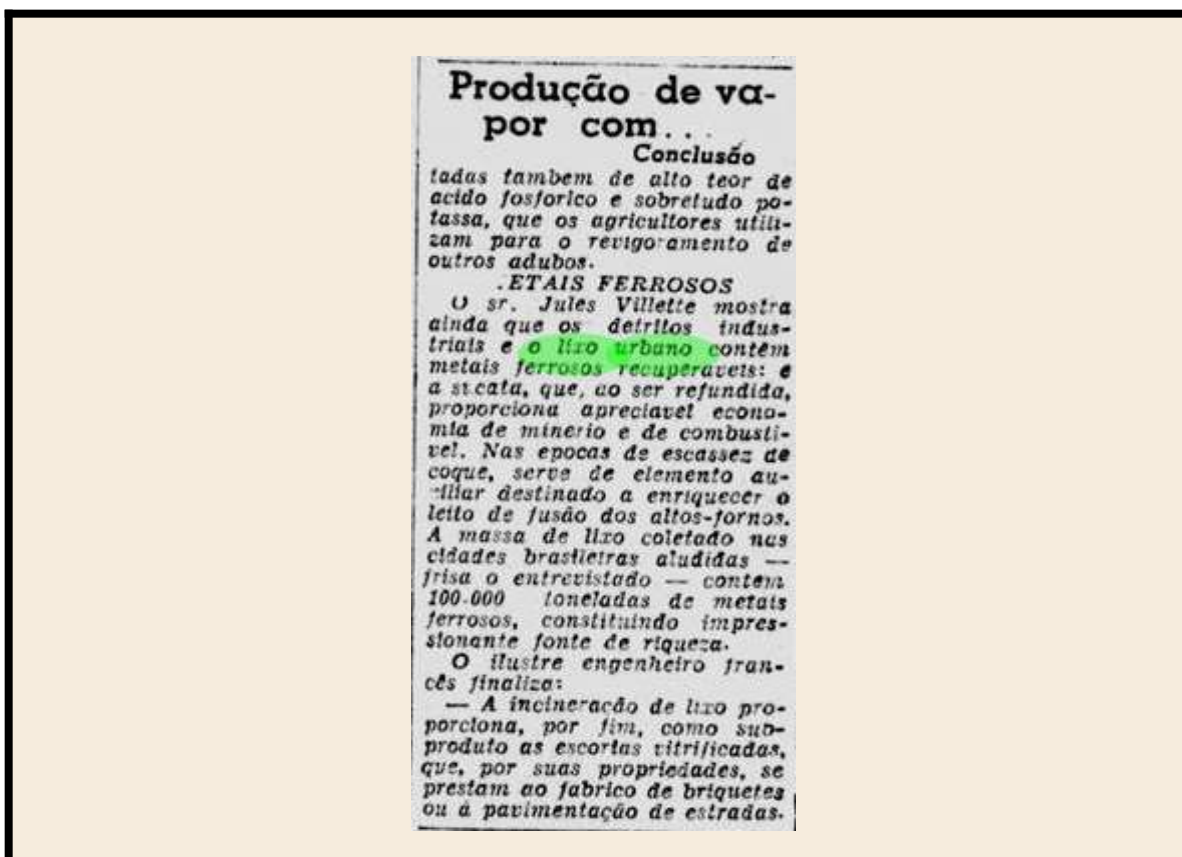 Produção de va-
por com...
Conclusão
tadas tambem de alto teor de
acido fosforico e sobretudo po-
tassa, que os agricultores utili-
zam para o revigoramento de
outros adubos.
.ETAIS FERROSOS
O sr. Jules Villette mostra
ainda que os detritos indus-
triais e o lixo urbano contêm
metais ferrosos recuperaveis: e
a sucata, que, ao ser refundida,
proporciona apreciavel econo-
mia de minerio e de combusti-
vel. Nas epocas de escassez de
coque, serve de elemento au-
xiliar destinado a enriquecer o
leito de fusão dos altos-fornos.
A massa de lixo coletado nas
cidades brasileiras aludidas —
frisa o entrevistado — contem
100.000 toneladas de metais
ferrosos, constituindo impres-
sionante fonte de riqueza.
O ilustre engenheiro fran-
cês finaliza:
— A incineração de lixo pro-
porciona, por fim, como sub-
produto as escorias vitrificadas,
que, por suas propriedades, se
prestam ao fabrico de briquetes
ou à pavimentação de estradas.